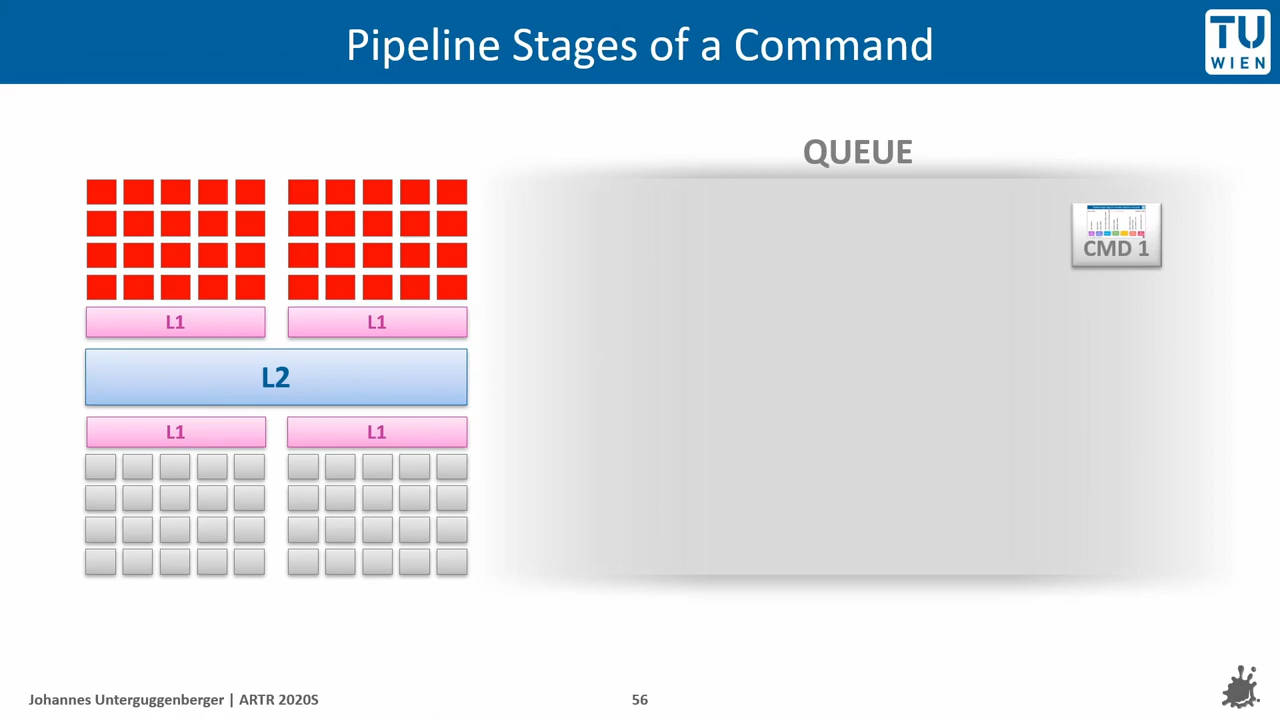 Pipeline Stages of a Command
TU
WIEN
QUEUE
CMD 1
L1
L1
L2
L1
L1
Johannes Unterguggenberger | ARTR 2020S
56